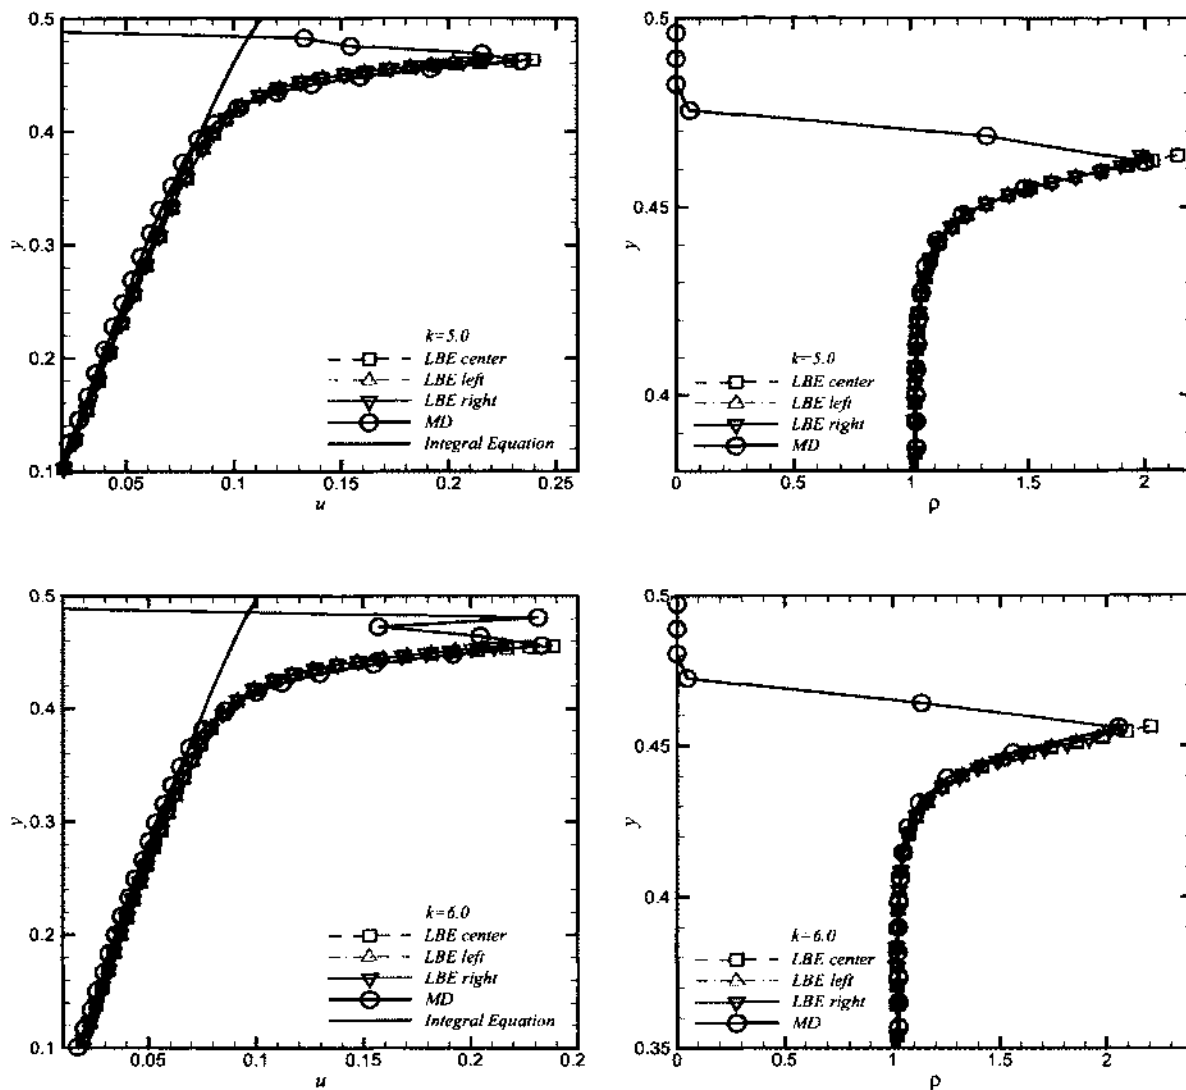 0.5
0.4
y
0.3
0.2
0.1
k=5.0
LBE center
LBE left
LBE right
MD
Integral Equation
0.05 0.1 0.15 0.2 0.25
u
0.5
0.45
y
0.4
k=5.0
LBE center
LBE left
LBE right
MD
0 0.5 1 1.5 2
ρ
0.5
0.4
y
0.3
0.2
0.1
k=6.0
LBE center
LBE left
LBE right
MD
Integral Equation
0.05 0.1 0.15 0.2 0.2
u
0.5
0.45
y
0.4
0.35
k=6.0
LBE center
LBE left
LBE right
MD
0 0.5 1 1.5 2
ρ